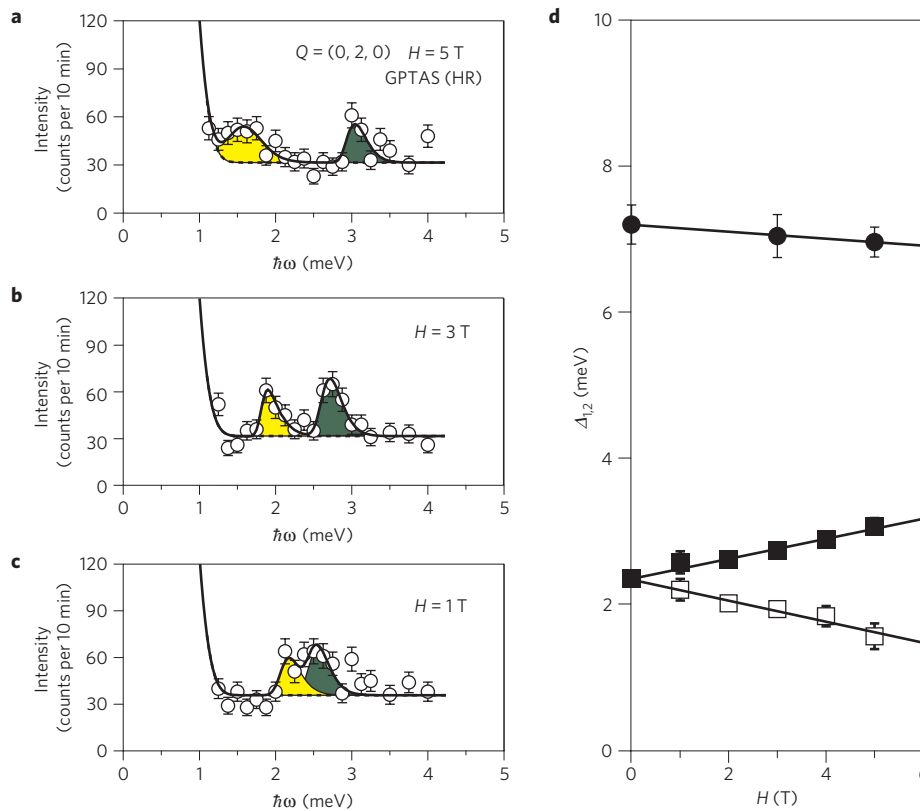 a
120
90
60
30
0
Intensity
(counts per 10 min)
Q = (0, 2, 0) H = 5 T
GPTAS (HR)
0 1 2 3 4 5
ħω (meV)
b
120
90
60
30
0
Intensity
(counts per 10 min)
H = 3 T
0 1 2 3 4 5
ħω (meV)
c
120
90
60
30
0
Intensity
(counts per 10 min)
H = 1 T
0 1 2 3 4 5
ħω (meV)
d
10
8
6
4
2
0
Δ1,2 (meV)
0 2 4
H (T)